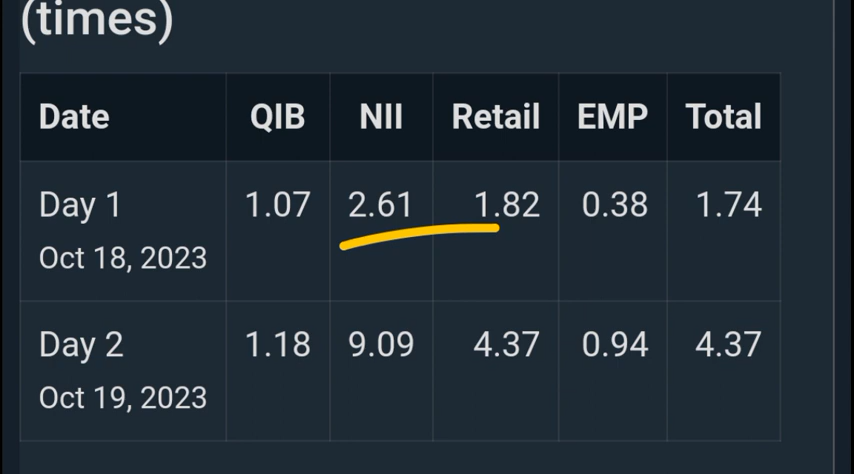 (times)
Date QIB NII Retail EMP Total
Day 1 1.07 2.61 1.82 0.38 1.74
Oct 18, 2023
Day 2 1.18 9.09 4.37 0.94 4.37
Oct 19, 2023